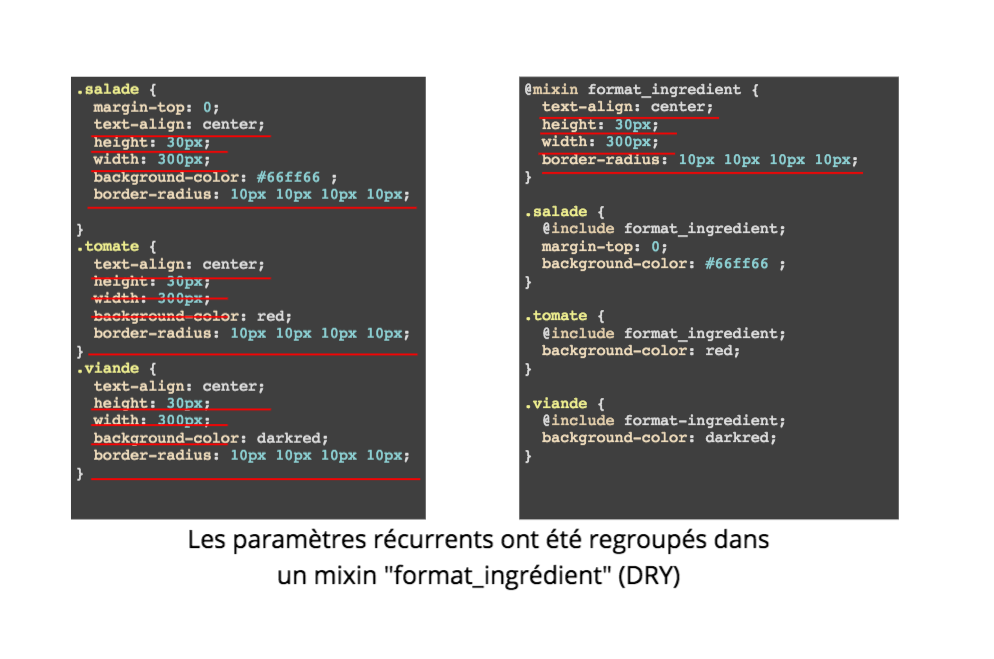 .salade {
margin-top: 0;
text-align: center;
height: 30px;
width: 300px;
background-color: #66ff66 ;
border-radius: 10px 10px 10px 10px;
}
.tomate {
text-align: center;
height: 30px;
width: 300px;
background-color: red;
border-radius: 10px 10px 10px 10px;
}
.viande {
text-align: center;
height: 30px;
width: 300px;
background-color: darkred;
border-radius: 10px 10px 10px 10px;
}
@mixin format_ingredient {
text-align: center;
height: 30px;
width: 300px;
border-radius: 10px 10px 10px 10px;
}
.salade {
@include format_ingredient;
margin-top: 0;
background-color: #66ff66 ;
}
.tomate {
@include format_ingredient;
background-color: red;
}
.viande {
@include format-ingredient;
background-color: darkred;
}
Les paramètres récurrents ont été regroupés dans
un mixin "format_ingrédient" (DRY)